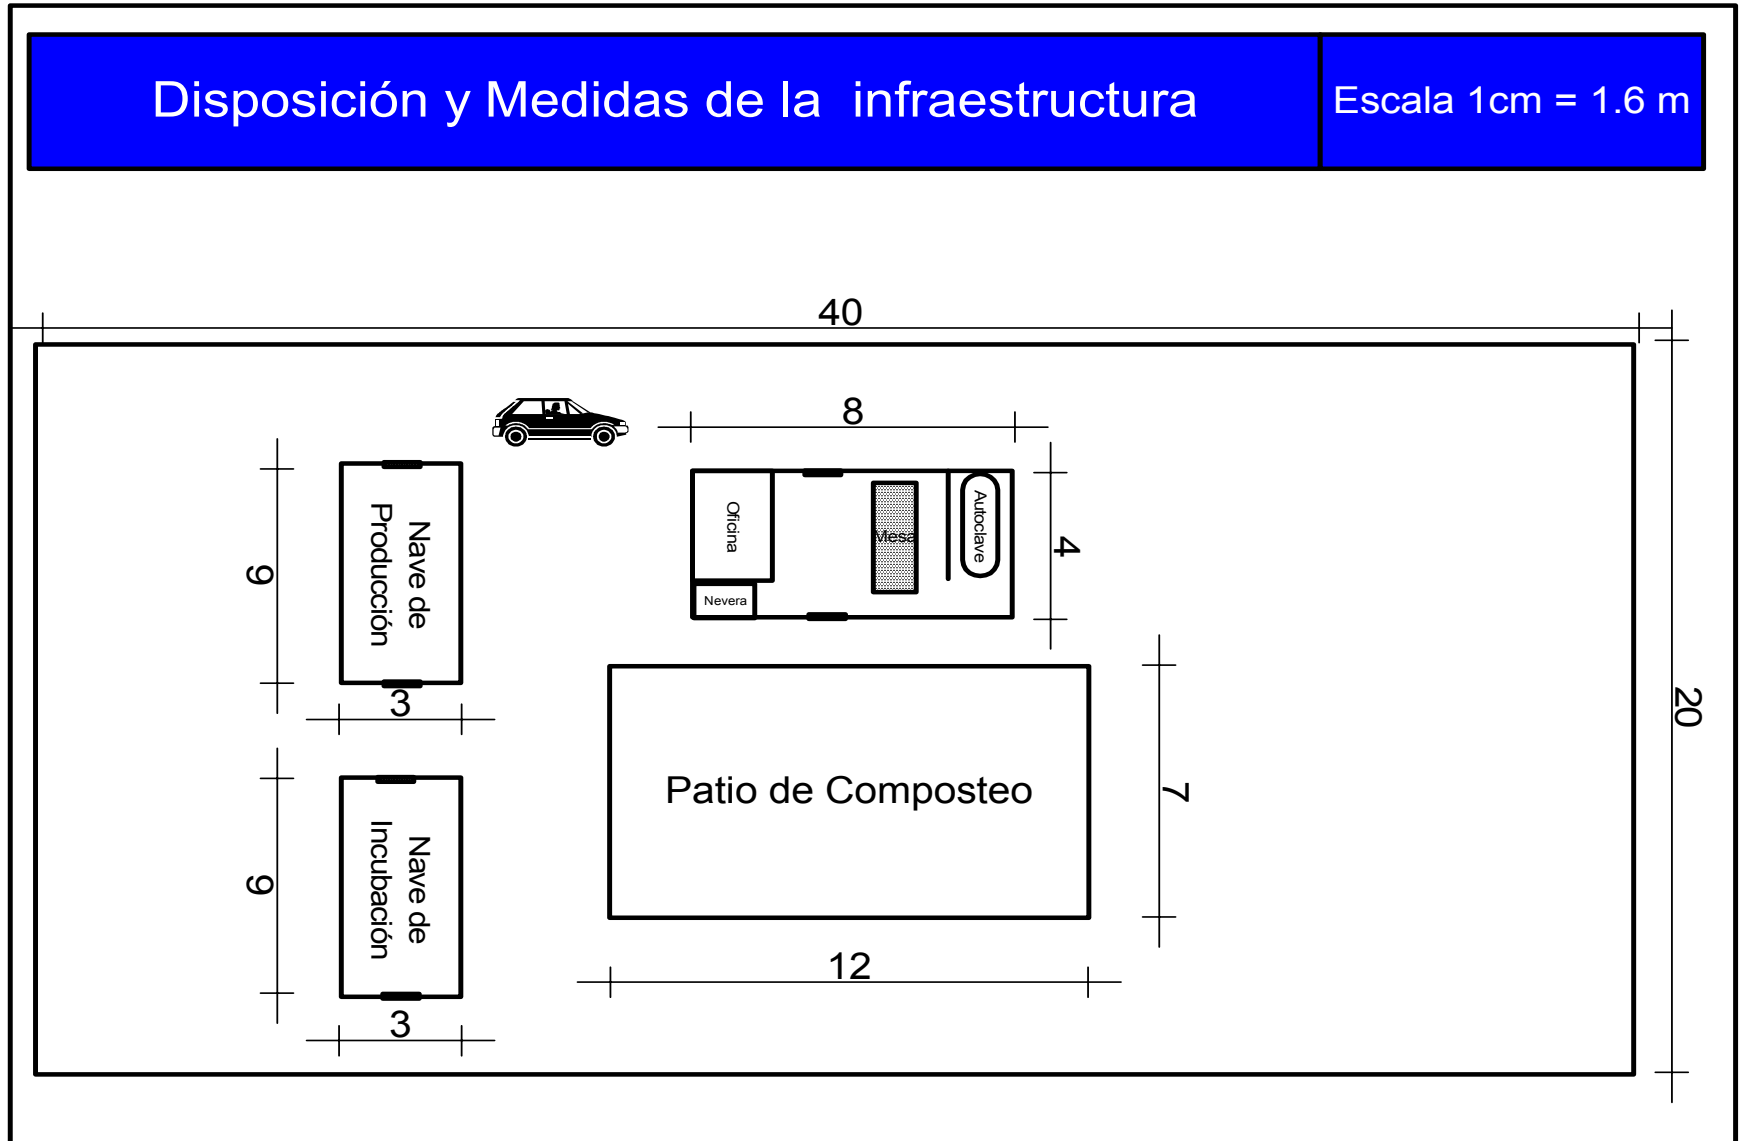 Disposición y Medidas de la infraestructura
Escala 1cm = 1.6 m
40
8
Oficina
Nevera
Mesa
Autoclave
4
6
Nave de
Producción
3
20
Patio de Composteo
7
12
6
Nave de
Incubación
3